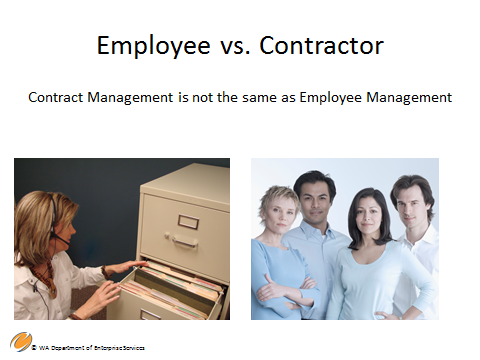 Employee vs. Contractor
Contract Management is not the same as Employee Management
© WA Department of Enterprise Services